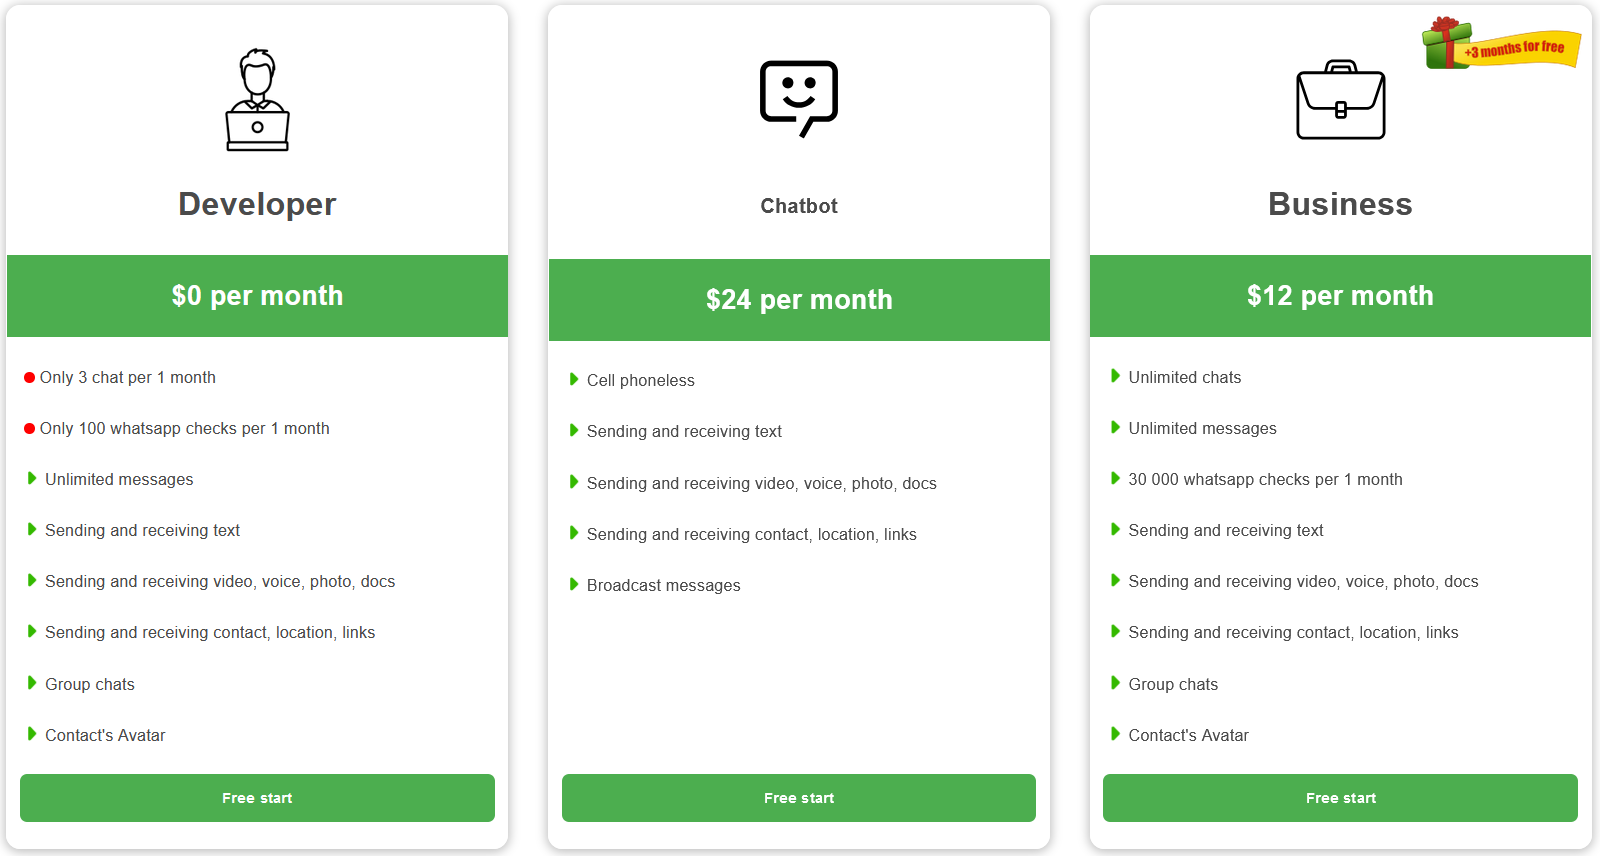 Developer
$0 per month
Only 3 chat per 1 month
Only 100 whatsapp checks per 1 month
Unlimited messages
Sending and receiving text
Sending and receiving video, voice, photo, docs
Sending and receiving contact, location, links
Group chats
Contact's Avatar
Free start
Chatbot
$24 per month
Cell phoneless
Sending and receiving text
Sending and receiving video, voice, photo, docs
Sending and receiving contact, location, links
Broadcast messages
Free start
+3 months for free
Business
$12 per month
Unlimited chats
Unlimited messages
30 000 whatsapp checks per 1 month
Sending and receiving text
Sending and receiving video, voice, photo, docs
Sending and receiving contact, location, links
Group chats
Contact's Avatar
Free start